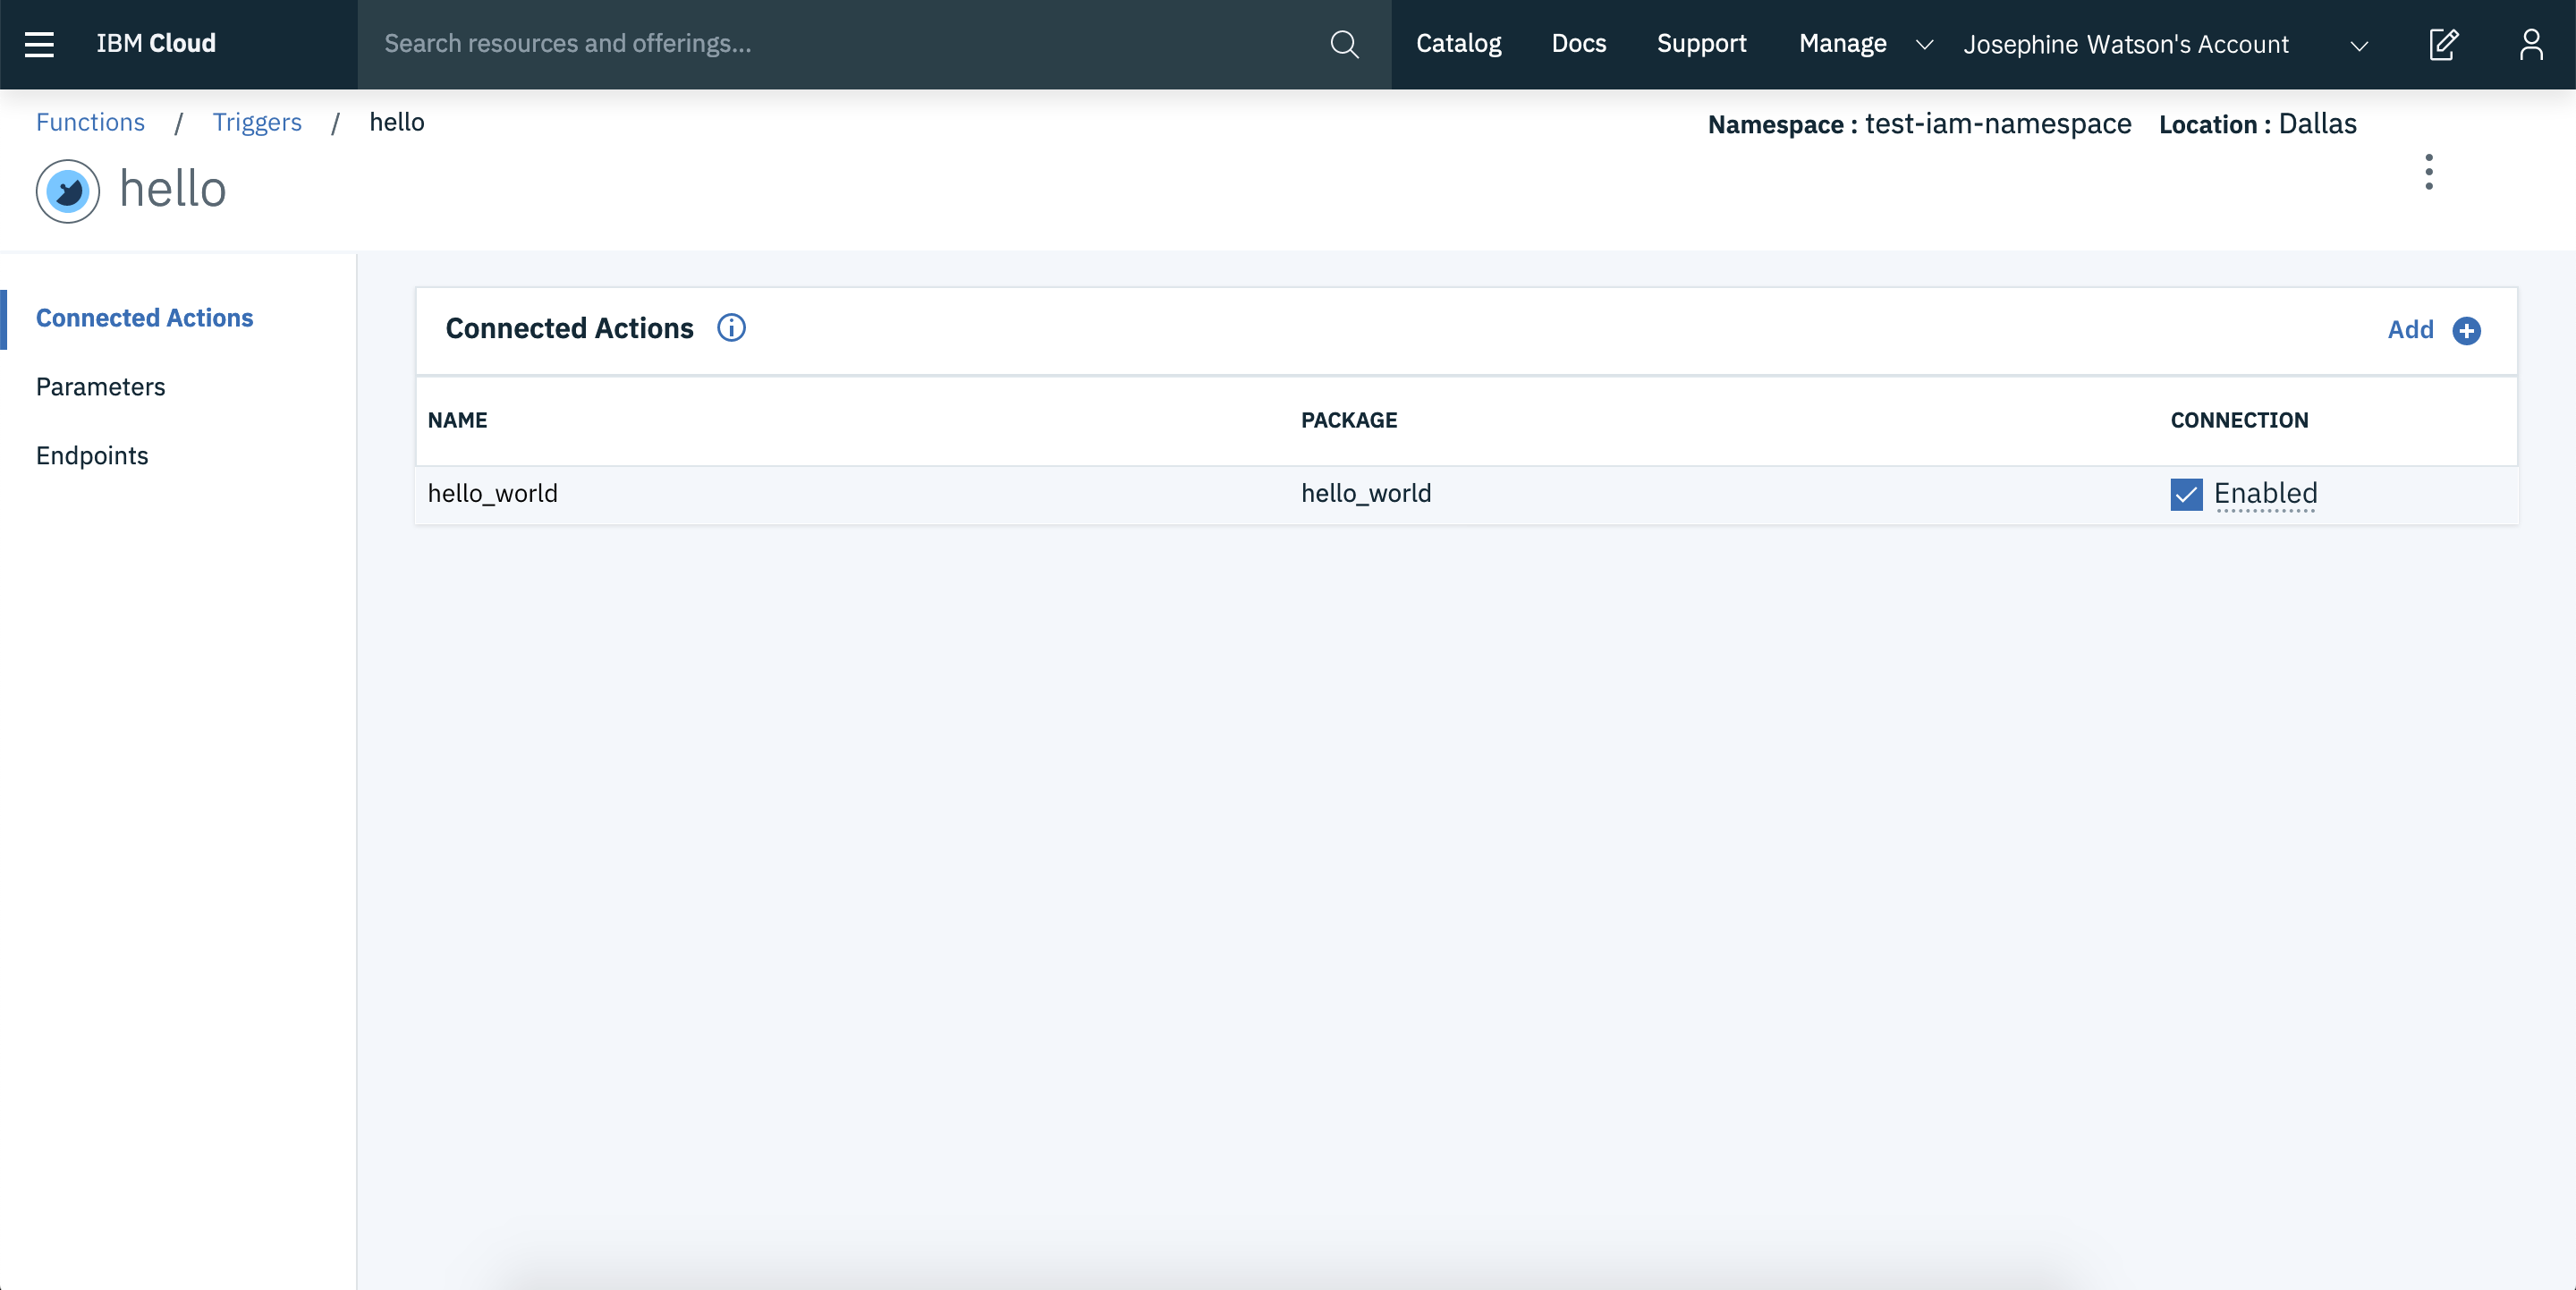 IBM Cloud
Search resources and offerings...
Catalog
Docs
Support
Manage
Josephine Watson's Account
Functions / Triggers / hello
Namespace : test-iam-namespace Location : Dallas
hello
Connected Actions
Parameters
Endpoints
Connected Actions
Add
NAME PACKAGE CONNECTION
hello_world hello_world Enabled